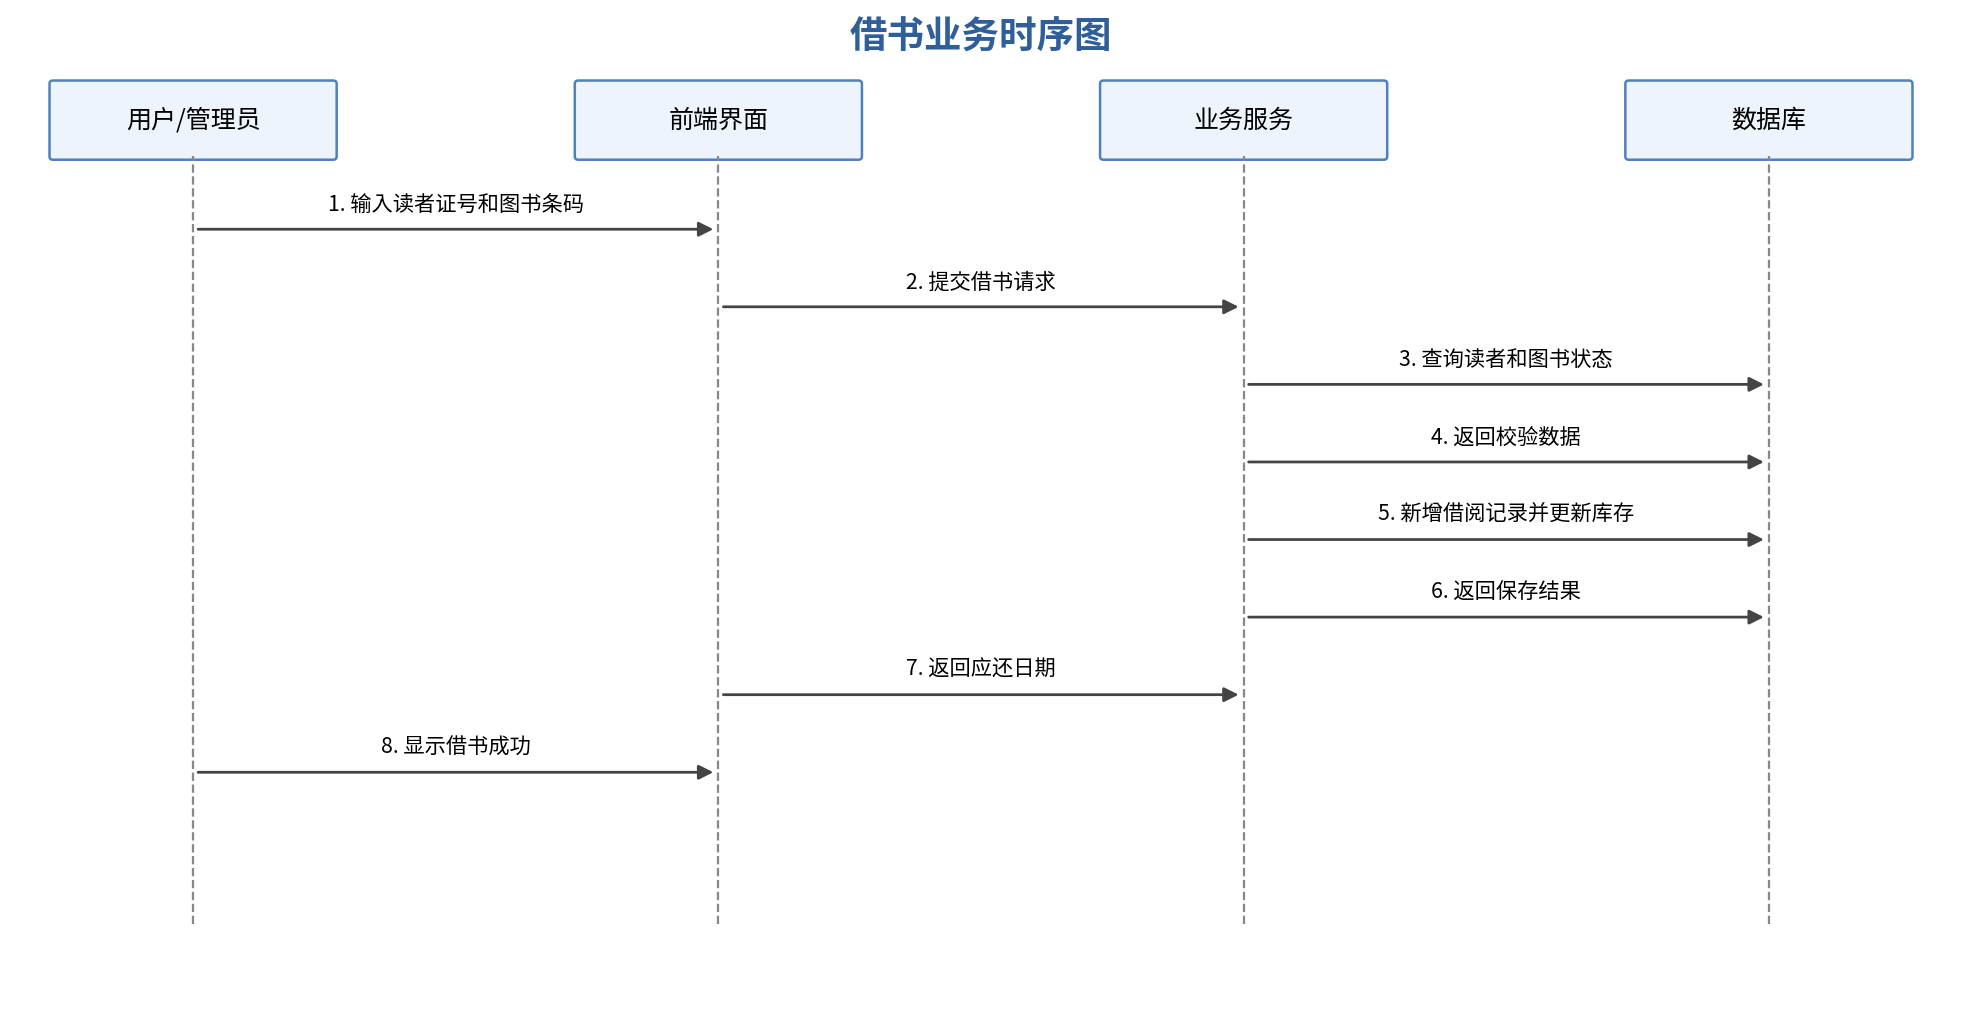 借书业务时序图
用户/管理员
前端界面
业务服务
数据库
1. 输入读者证号和图书条码
2. 提交借书请求
3. 查询读者和图书状态
4. 返回校验数据
5. 新增借阅记录并更新库存
6. 返回保存结果
7. 返回应还日期
8. 显示借书成功